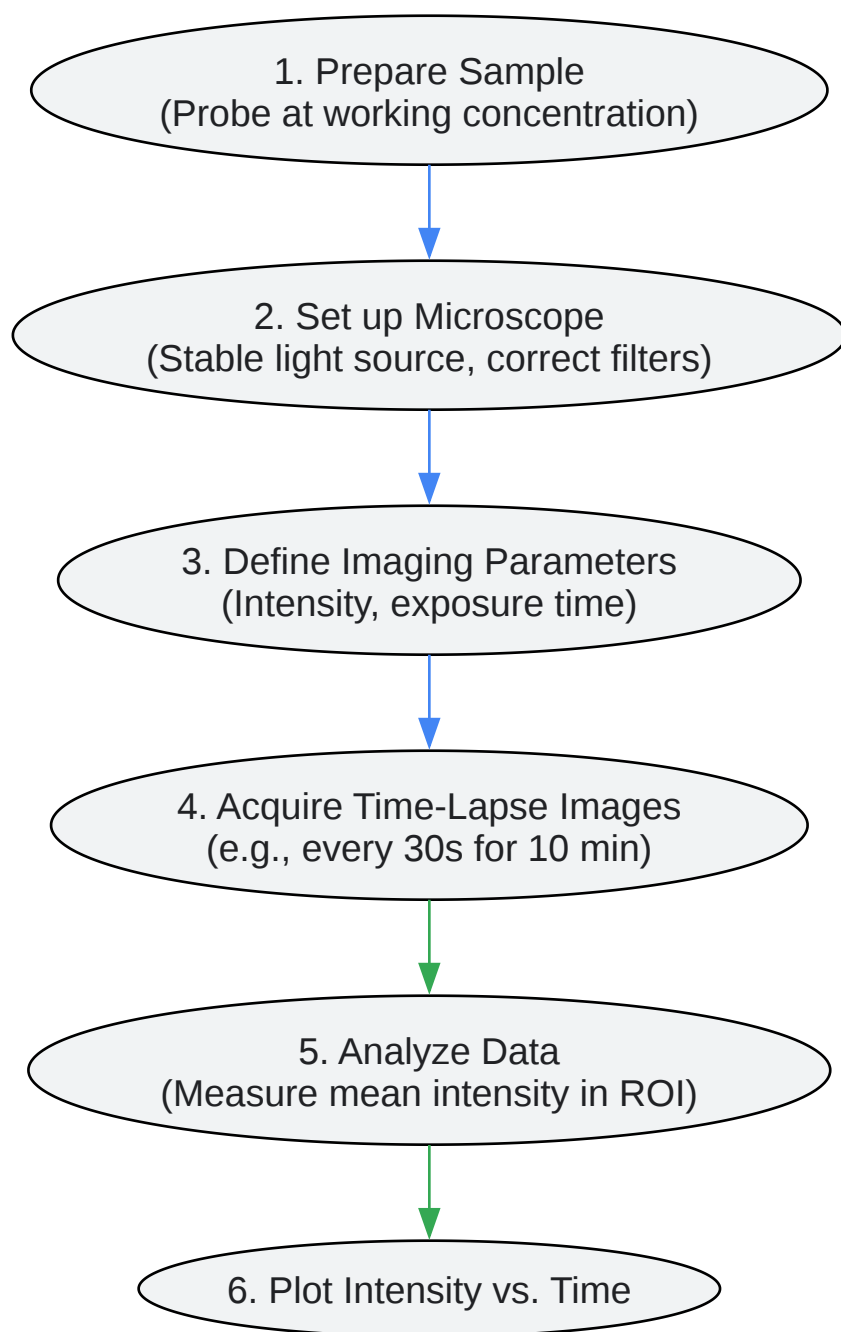 1. Prepare Sample
(Probe at working concentration)
2. Set up Microscope
(Stable light source, correct filters)
3. Define Imaging Parameters
(Intensity, exposure time)
4. Acquire Time-Lapse Images
(e.g., every 30s for 10 min)
5. Analyze Data
(Measure mean intensity in ROI)
6. Plot Intensity vs. Time